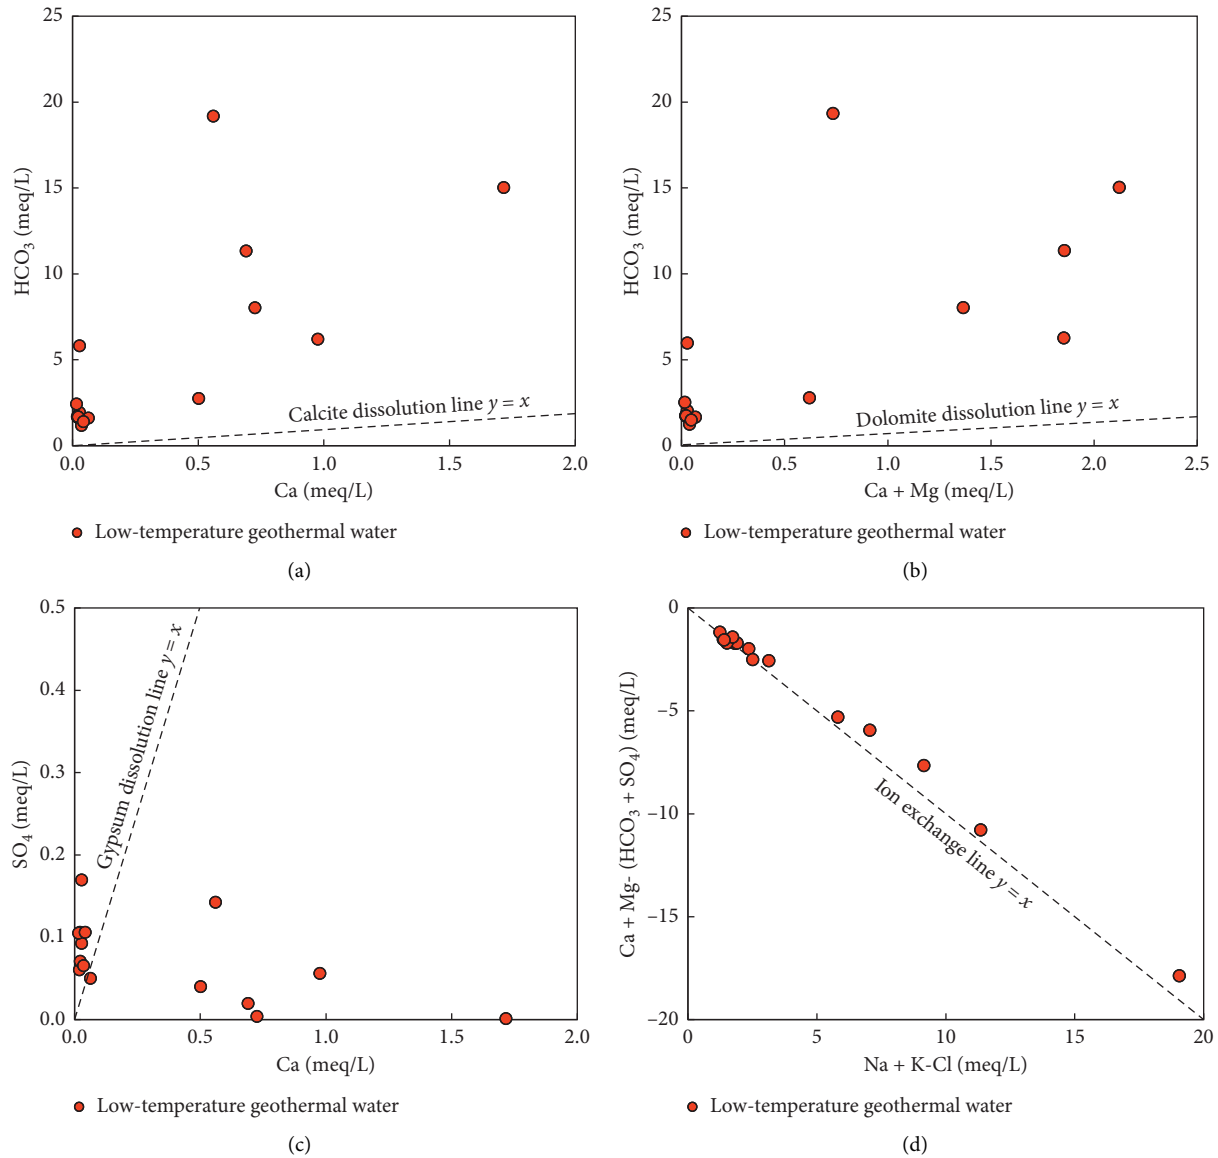 25
20
15
10
5
0
HCO3 (meq/L)
Calcite dissolution line y = x
0.0 0.5 1.0 1.5 2.0
Ca (meq/L)
Low-temperature geothermal water
(a)
25
20
15
10
5
0
HCO3 (meq/L)
Dolomite dissolution line y = x
0.0 0.5 1.0 1.5 2.0 2.5
Ca + Mg (meq/L)
Low-temperature geothermal water
(b)
0.5
0.4
0.3
0.2
0.1
0.0
SO4 (meq/L)
Gypsum dissolution line y = x
0.0 0.5 1.0 1.5 2.0
Ca (meq/L)
Low-temperature geothermal water
(c)
0
−5
−10
−15
−20
Ca + Mg- (HCO3 + SO4) (meq/L)
Ion exchange line y = x
0 5 10 15 20
Na + K-Cl (meq/L)
Low-temperature geothermal water
(d)